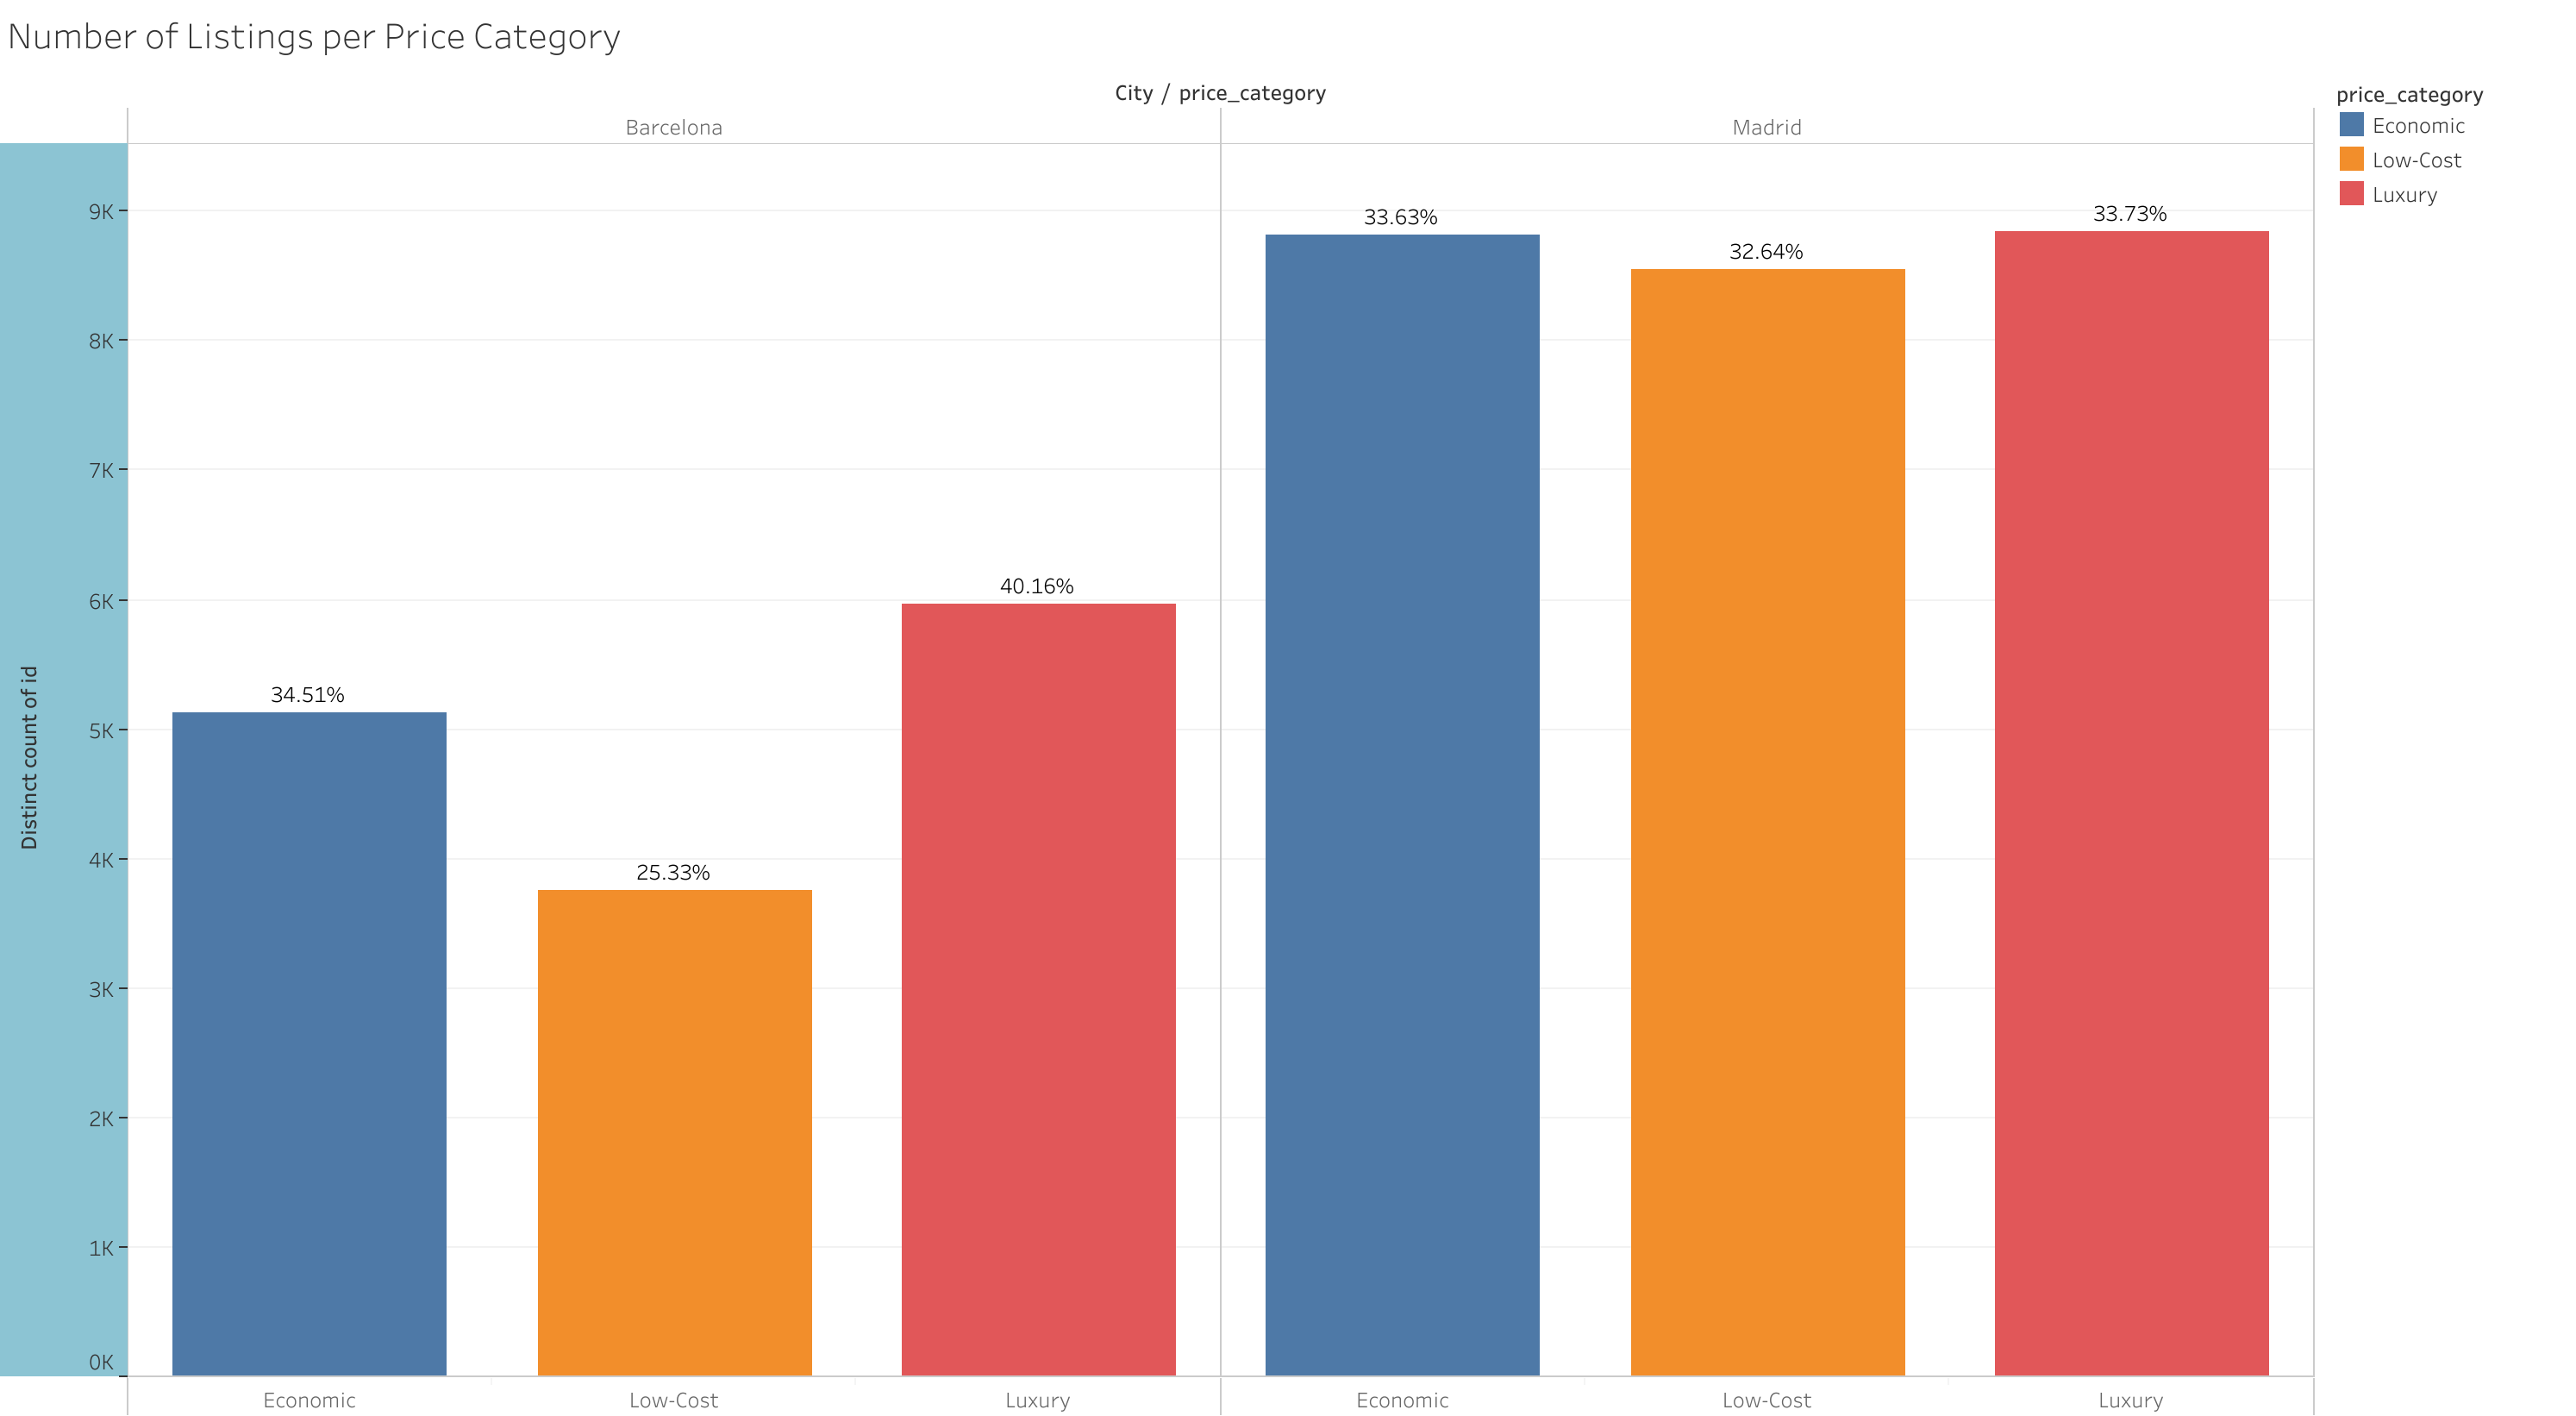 Number of Listings per Price Category
City / price_category
Barcelona
Madrid
price_category
Economic
Low-Cost
Luxury
Distinct count of id
9K
8K
7K
6K
5K
4K
3K
2K
1K
0K
34.51%
25.33%
40.16%
33.63%
32.64%
33.73%
Economic
Low-Cost
Luxury
Economic
Low-Cost
Luxury